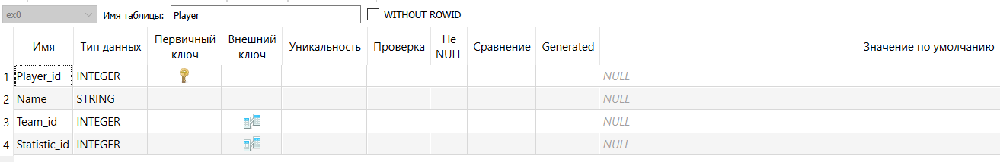 ex0 Имя таблицы: Player WITHOUT ROWID
Имя Тип данных Первичный ключ Внешний ключ Уникальность Проверка Не NULL Сравнение Generated Значение по умолчанию
1 Player_id INTEGER NULL
2 Name STRING NULL
3 Team_id INTEGER NULL
4 Statistic_id INTEGER NULL